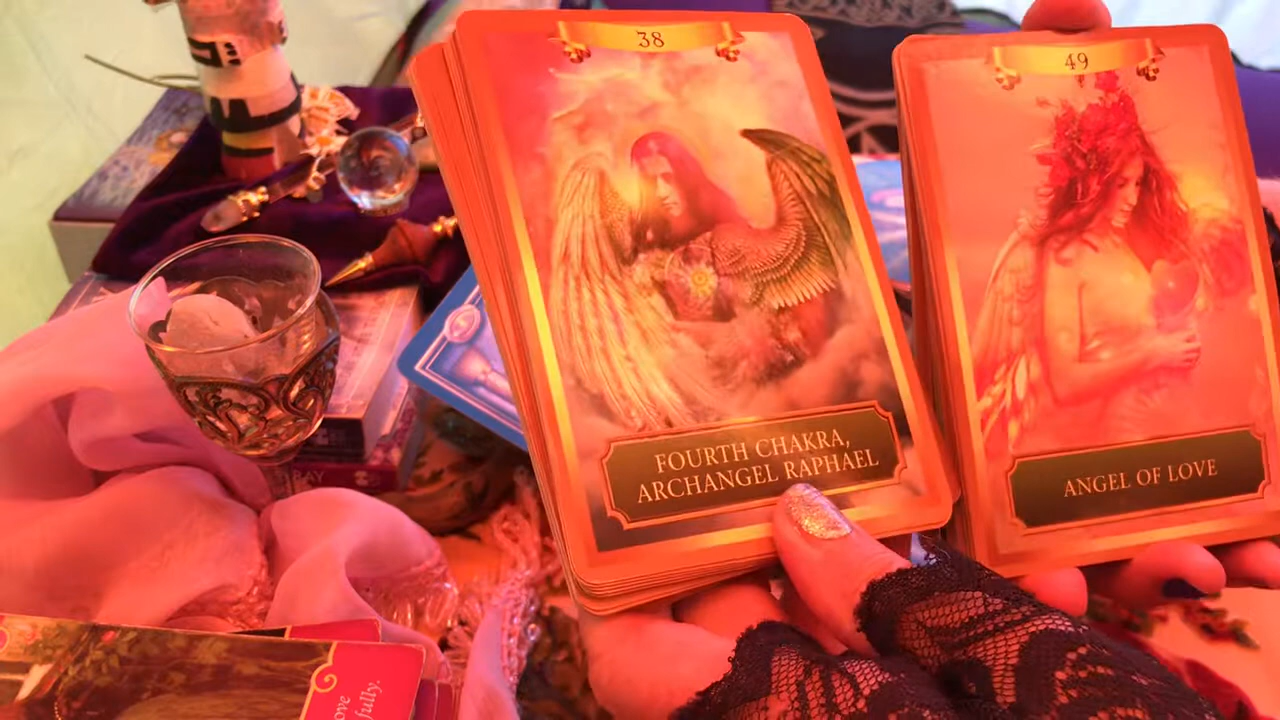 38
FOURTH CHAKRA,
ARCHANGEL RAPHAEL
49
ANGEL OF LOVE
fully.